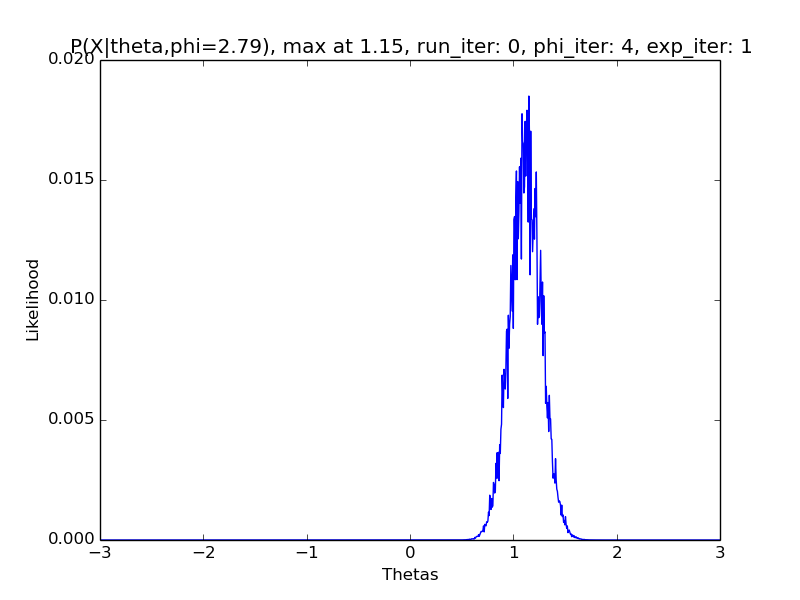 P(X|theta,phi=2.79), max at 1.15, run_iter: 0, phi_iter: 4, exp_iter: 1
0.020
0.015
0.010
0.005
0.000
Likelihood
−3 −2 −1 0 1 2 3
Thetas